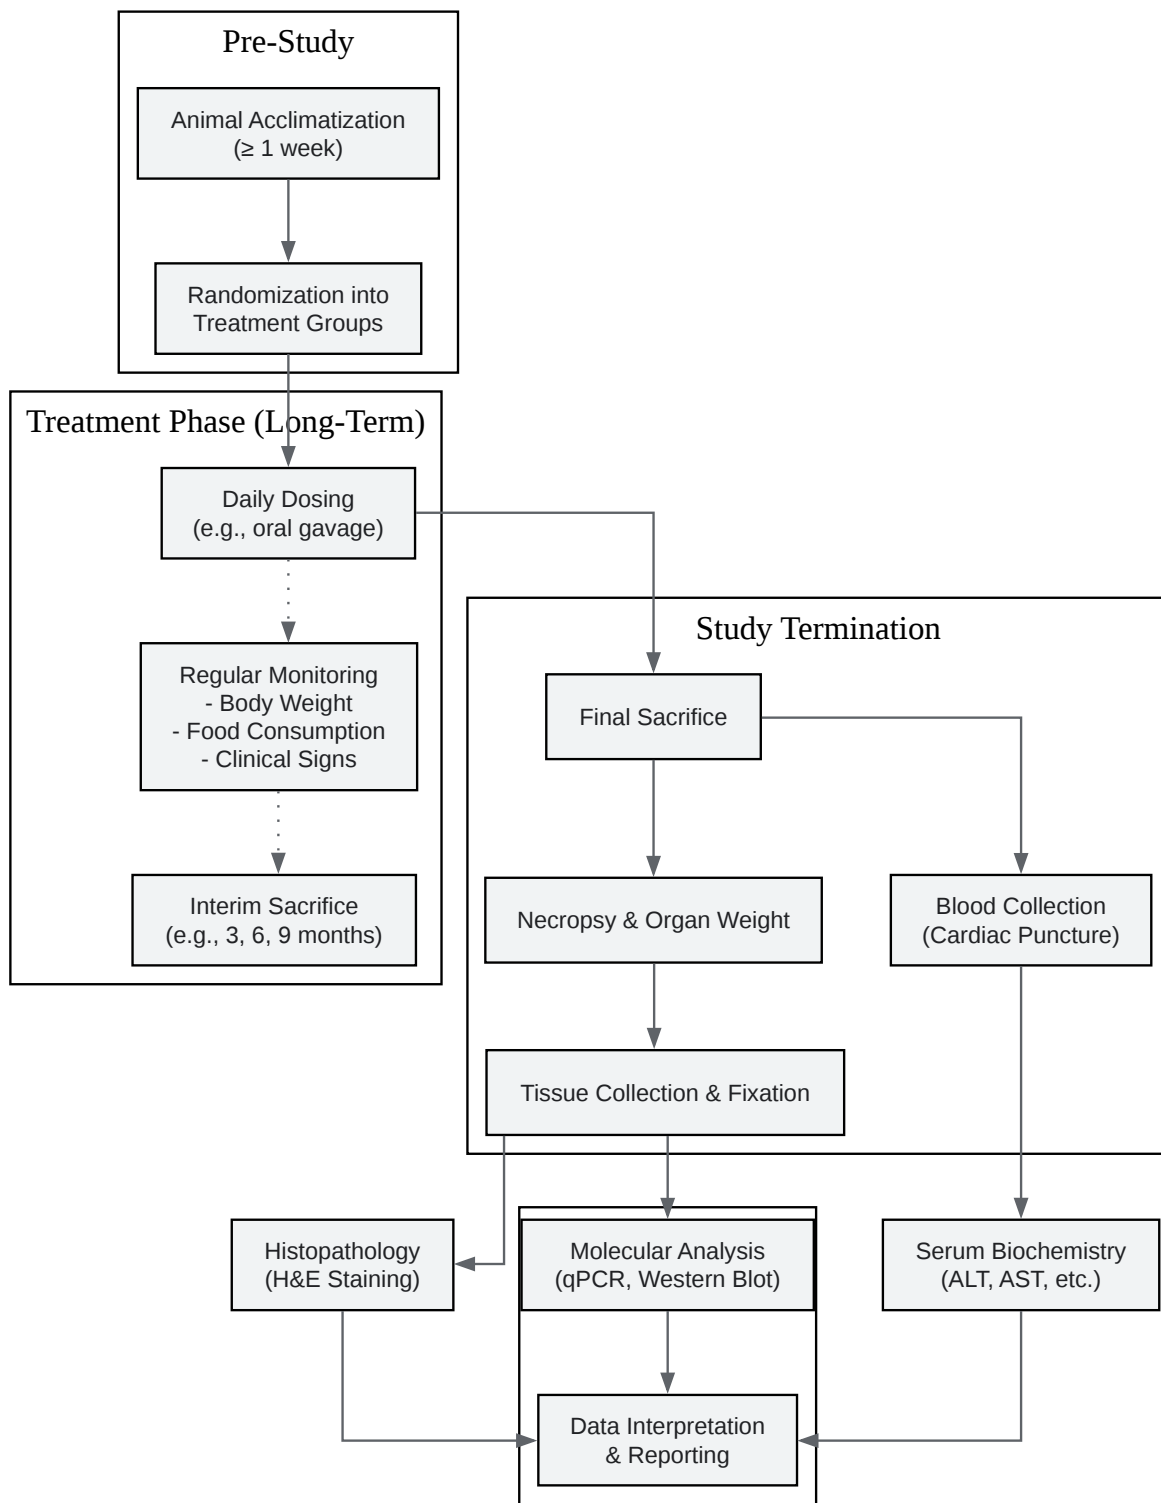 Pre-Study
Animal Acclimatization
(≥ 1 week)
Randomization into
Treatment Groups
Treatment Phase (Long-Term)
Daily Dosing
(e.g., oral gavage)
Regular Monitoring
- Body Weight
- Food Consumption
- Clinical Signs
Interim Sacrifice
(e.g., 3, 6, 9 months)
Study Termination
Final Sacrifice
Necropsy & Organ Weight
Blood Collection
(Cardiac Puncture)
Tissue Collection & Fixation
Histopathology
(H&E Staining)
Molecular Analysis
(qPCR, Western Blot)
Serum Biochemistry
(ALT, AST, etc.)
Data Interpretation
& Reporting